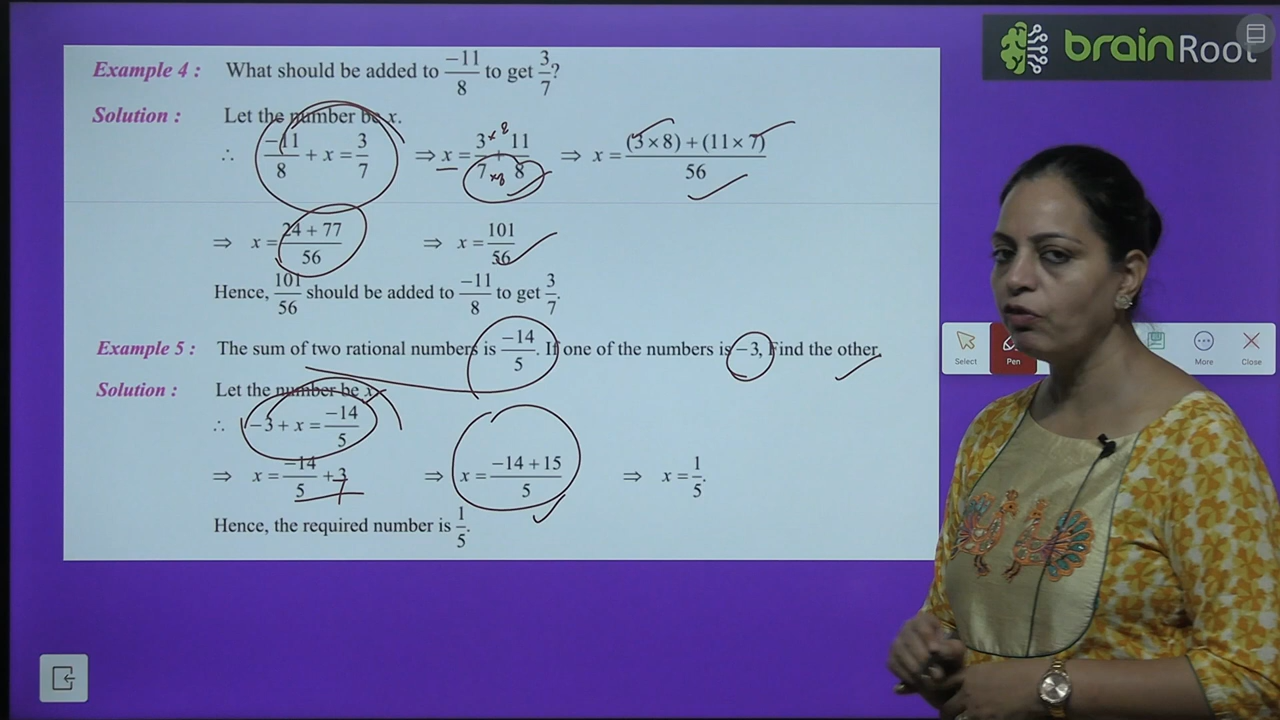 brainRoot
Example 4 : What should be added to -11/8 to get 3/7?
Solution : Let the number be x.
∴ -11/8 + x = 3/7 ⇒ x = 3/7 + 11/8 ⇒ x = (3×8) + (11× 7)/56
⇒ x = 24 + 77/56 ⇒ x = 101/56
Hence, 101/56 should be added to -11/8 to get 3/7.
Example 5 : The sum of two rational numbers is -14/5. If one of the numbers is -3, Find the other.
Solution : Let the number be x
∴ -3 + x = -14/5
⇒ x = -14/5 + 3 ⇒ x = -14 + 15/5 ⇒ x = 1/5.
Hence, the required number is 1/5.
Select
Pen
More
Close